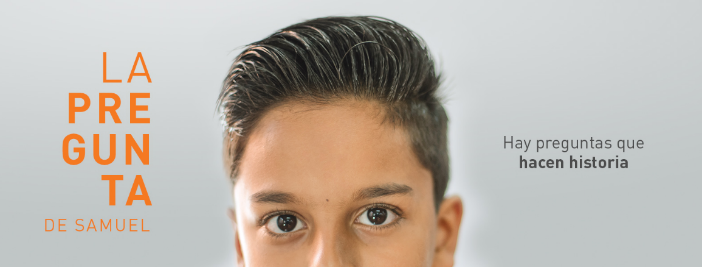 LA
PRE
GUN
TA
DE SAMUEL
Hay preguntas que
hacen historia